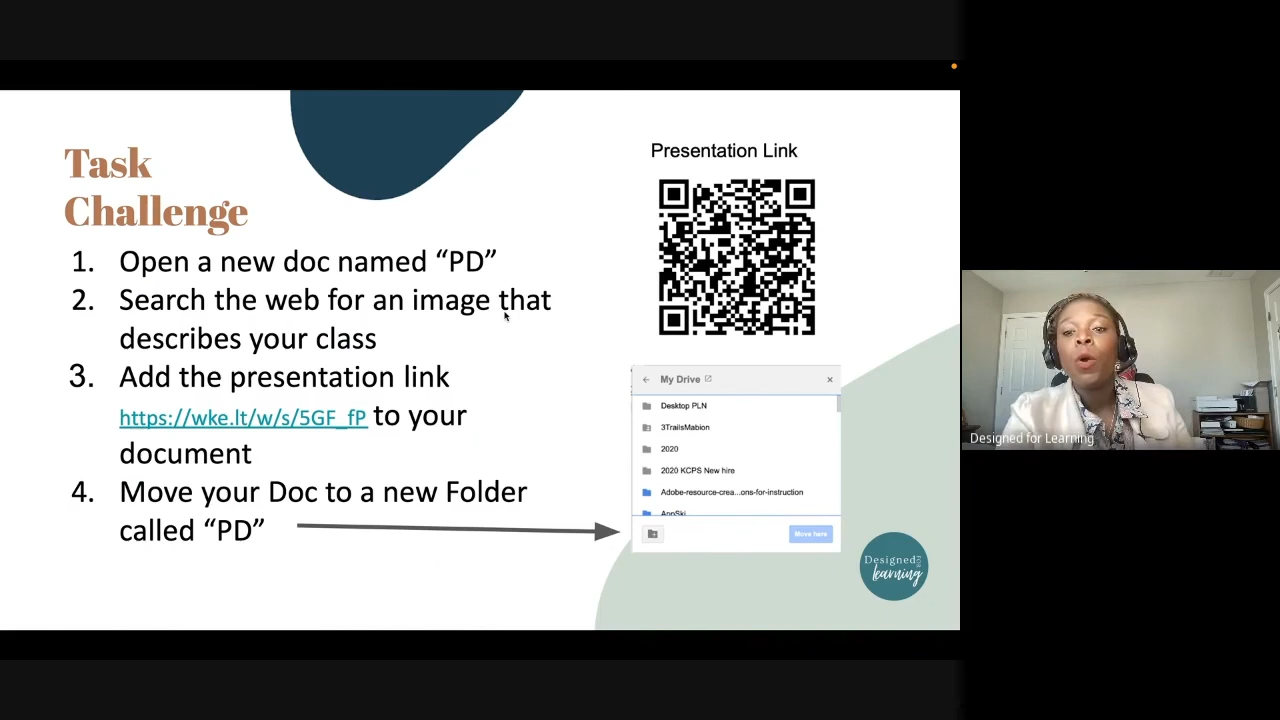 Task
Challenge
1. Open a new doc named “PD”
2. Search the web for an image that
describes your class
3. Add the presentation link
https://wke.lt/w/s/5GF_fP to your
document
4. Move your Doc to a new Folder
called “PD”
Presentation Link
My Drive
Desktop PLN
3TrailsMabion
2020
2020 KCPS New hire
Adobe-resource-crea...ons-for-instruction
AppSki
Move here
Designed FOR
learning
Designed for Learning